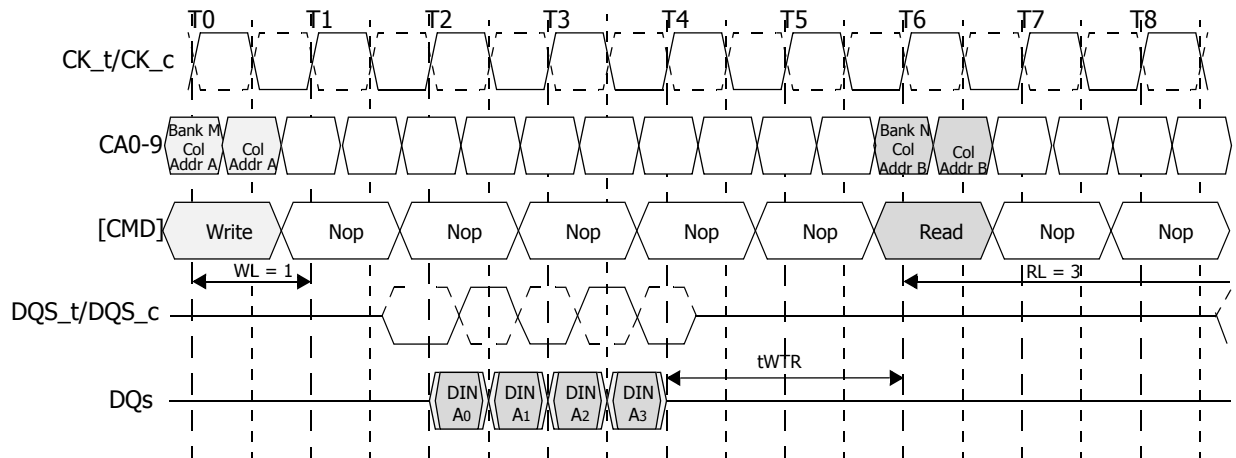 T0 T1 T2 T3 T4 T5 T6 T7 T8
CK_t/CK_c
CA0-9
Bank M
Col
Addr A
Col
Addr A
Bank N
Col
Addr B
Col
Addr B
[CMD]
Write Nop Nop Nop Nop Nop Read Nop Nop
WL = 1
RL = 3
DQS_t/DQS_c
tWTR
DQs
DIN
A0
DIN
A1
DIN
A2
DIN
A3